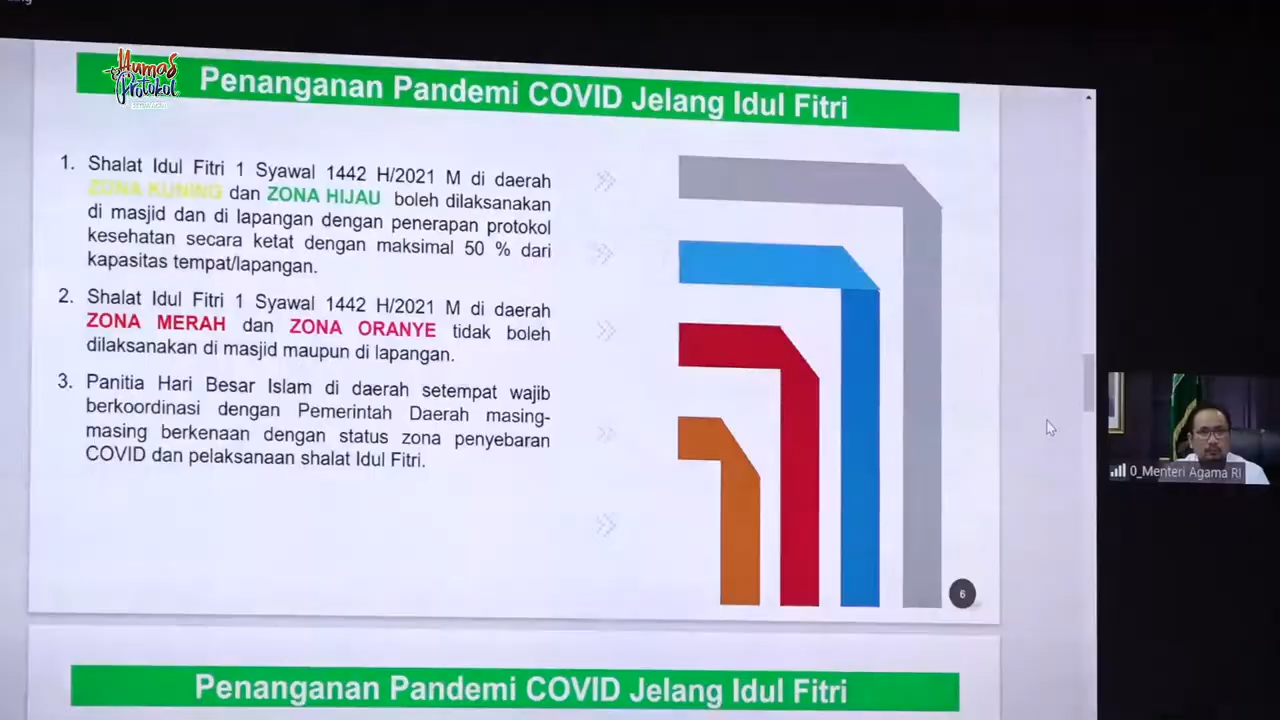 Humas
Protokol
Penanganan Pandemi COVID Jelang Idul Fitri
1. Shalat Idul Fitri 1 Syawal 1442 H/2021 M di daerah
ZONA KUNING dan ZONA HIJAU boleh dilaksanakan
di masjid dan di lapangan dengan penerapan protokol
kesehatan secara ketat dengan maksimal 50 % dari
kapasitas tempat/lapangan.
2. Shalat Idul Fitri 1 Syawal 1442 H/2021 M di daerah
ZONA MERAH dan ZONA ORANYE tidak boleh
dilaksanakan di masjid maupun di lapangan.
3. Panitia Hari Besar Islam di daerah setempat wajib
berkoordinasi dengan Pemerintah Daerah masing-
masing berkenaan dengan status zona penyebaran
COVID dan pelaksanaan shalat Idul Fitri.
0_Menteri Agama RI
6
Penanganan Pandemi COVID Jelang Idul Fitri